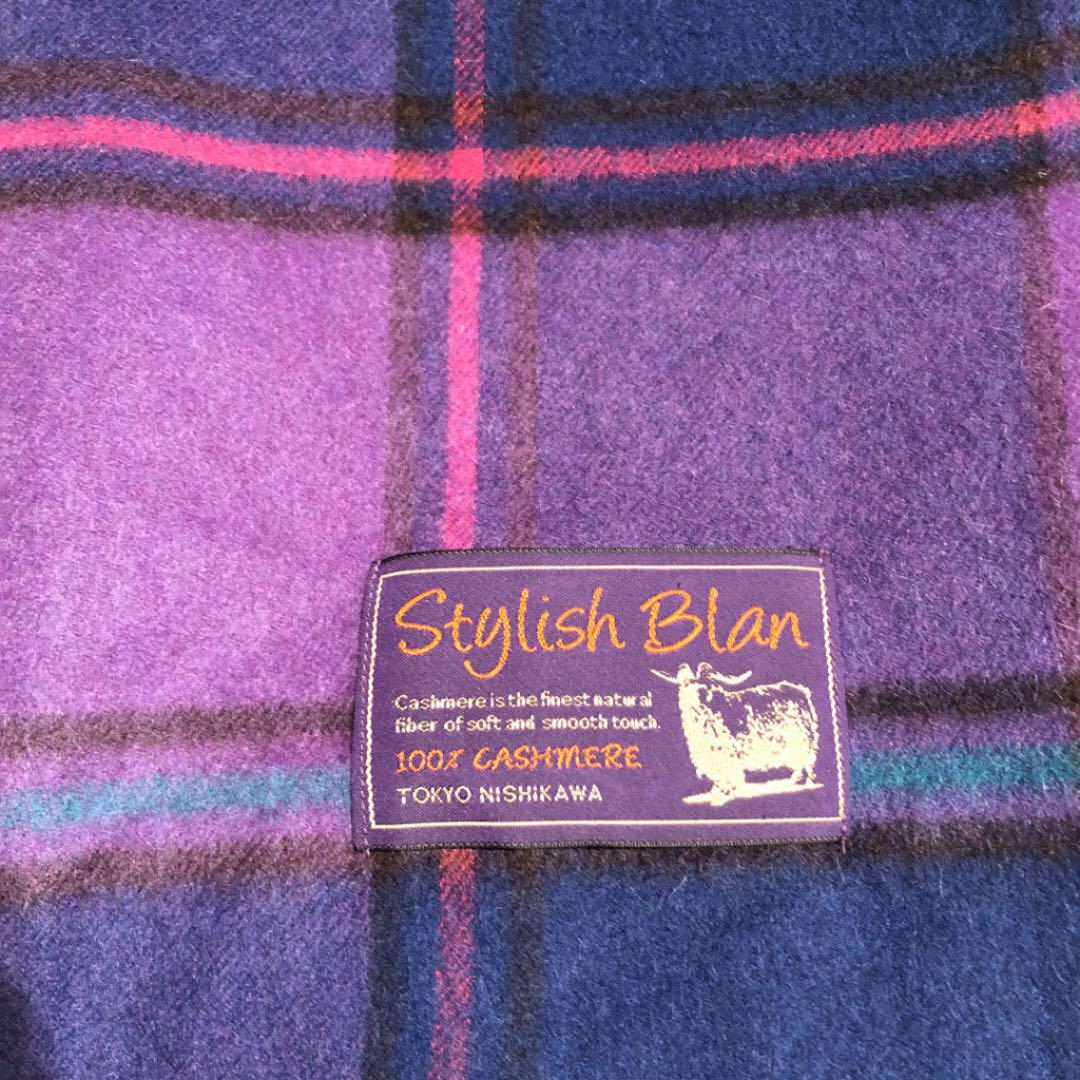 Stylish Blan
Cashmere is the finest natural
fiber of soft and smooth touch.
100% CASHMERE
TOKYO NISHIKAWA